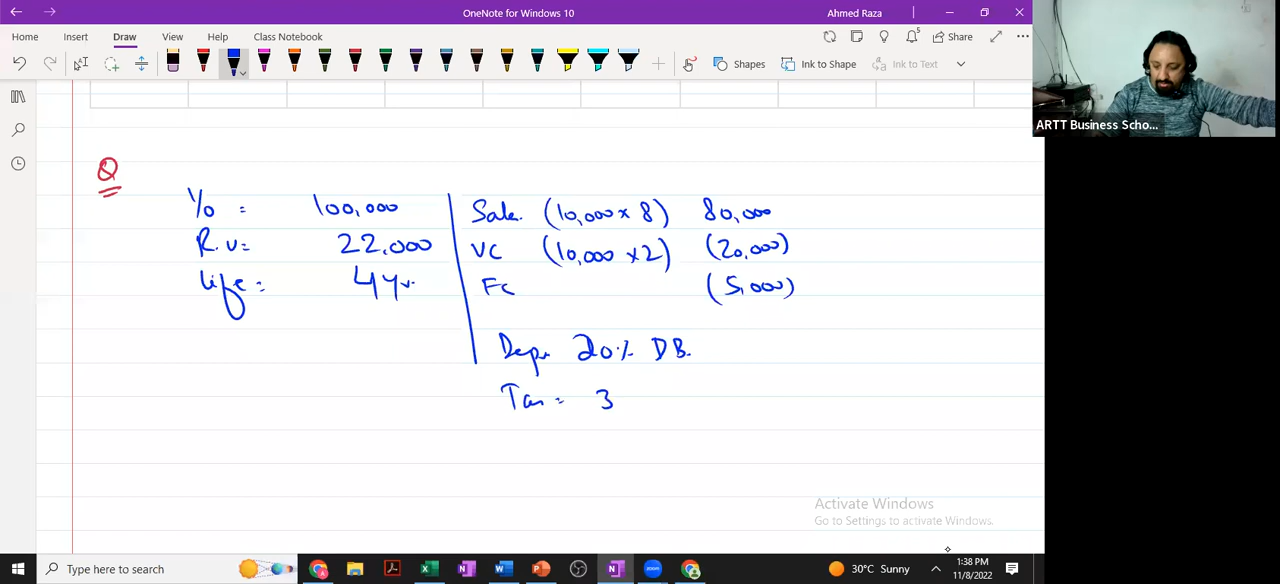 OneNote for Windows 10
Ahmed Raza
Home Insert Draw View Help Class Notebook
Share
Shapes Ink to Shape Ink to Text
ARTT Business Scho...
Q
I/o = 100,000
R.V= 22,000
life = 4yr.
Sale. (10,000 x 8) 80,000
VC (10,000 x2) (20,000)
FC (5,000)
Depr 20% DB.
Tax = 3
Activate Windows
Go to Settings to activate Windows.
Type here to search
30°C Sunny
1:38 PM
11/8/2022